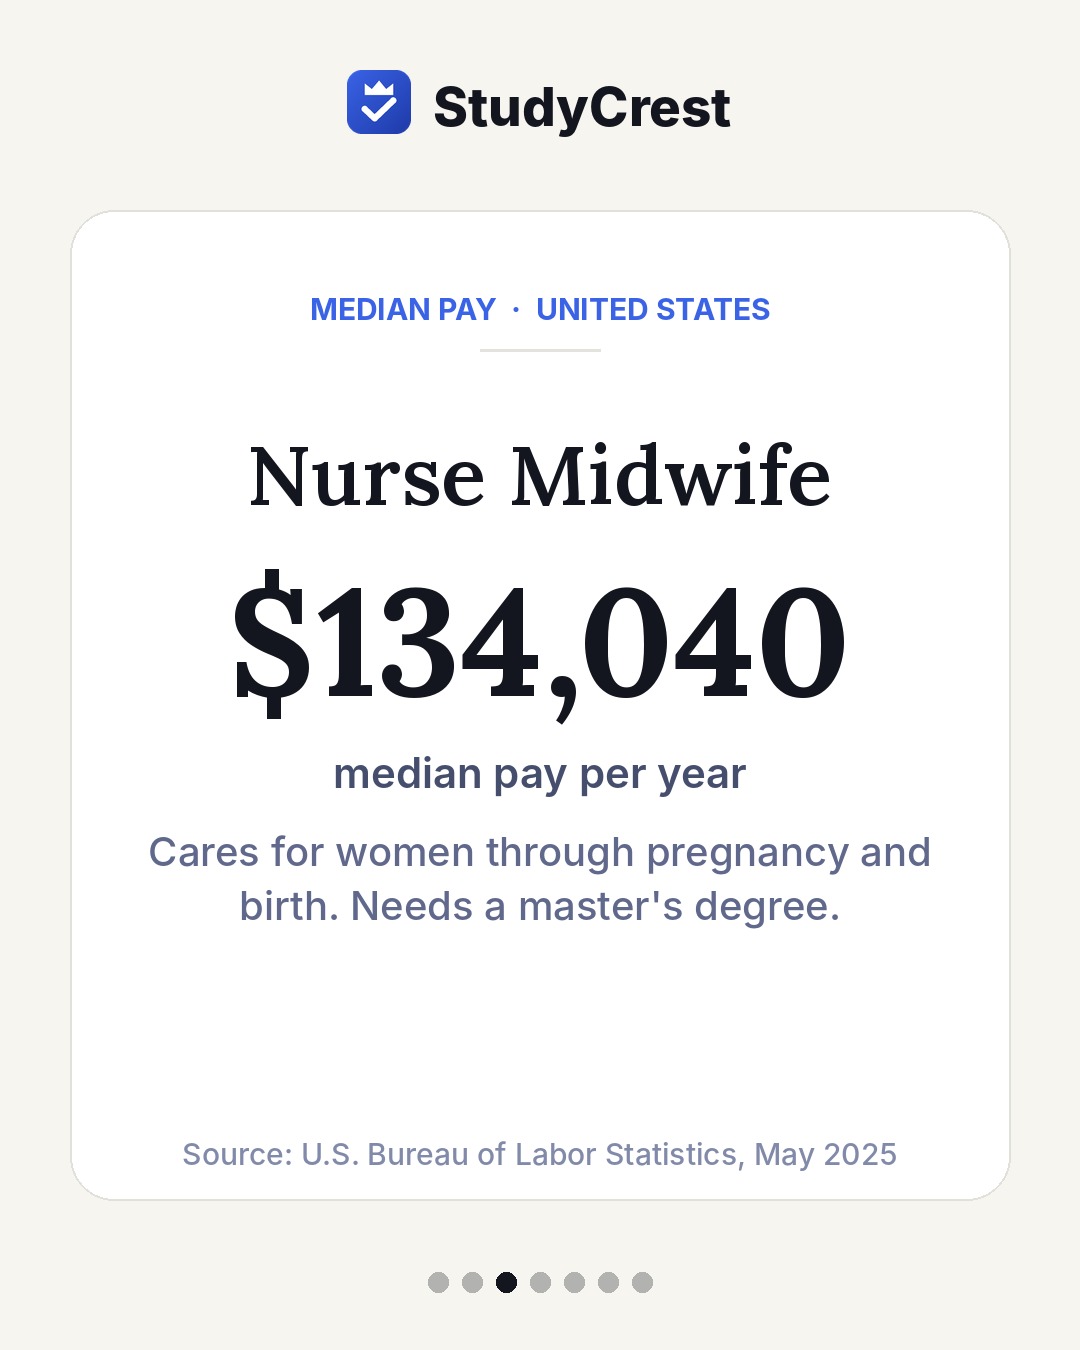 StudyCrest
MEDIAN PAY · UNITED STATES
Nurse Midwife
$134,040
median pay per year
Cares for women through pregnancy and
birth. Needs a master's degree.
Source: U.S. Bureau of Labor Statistics, May 2025